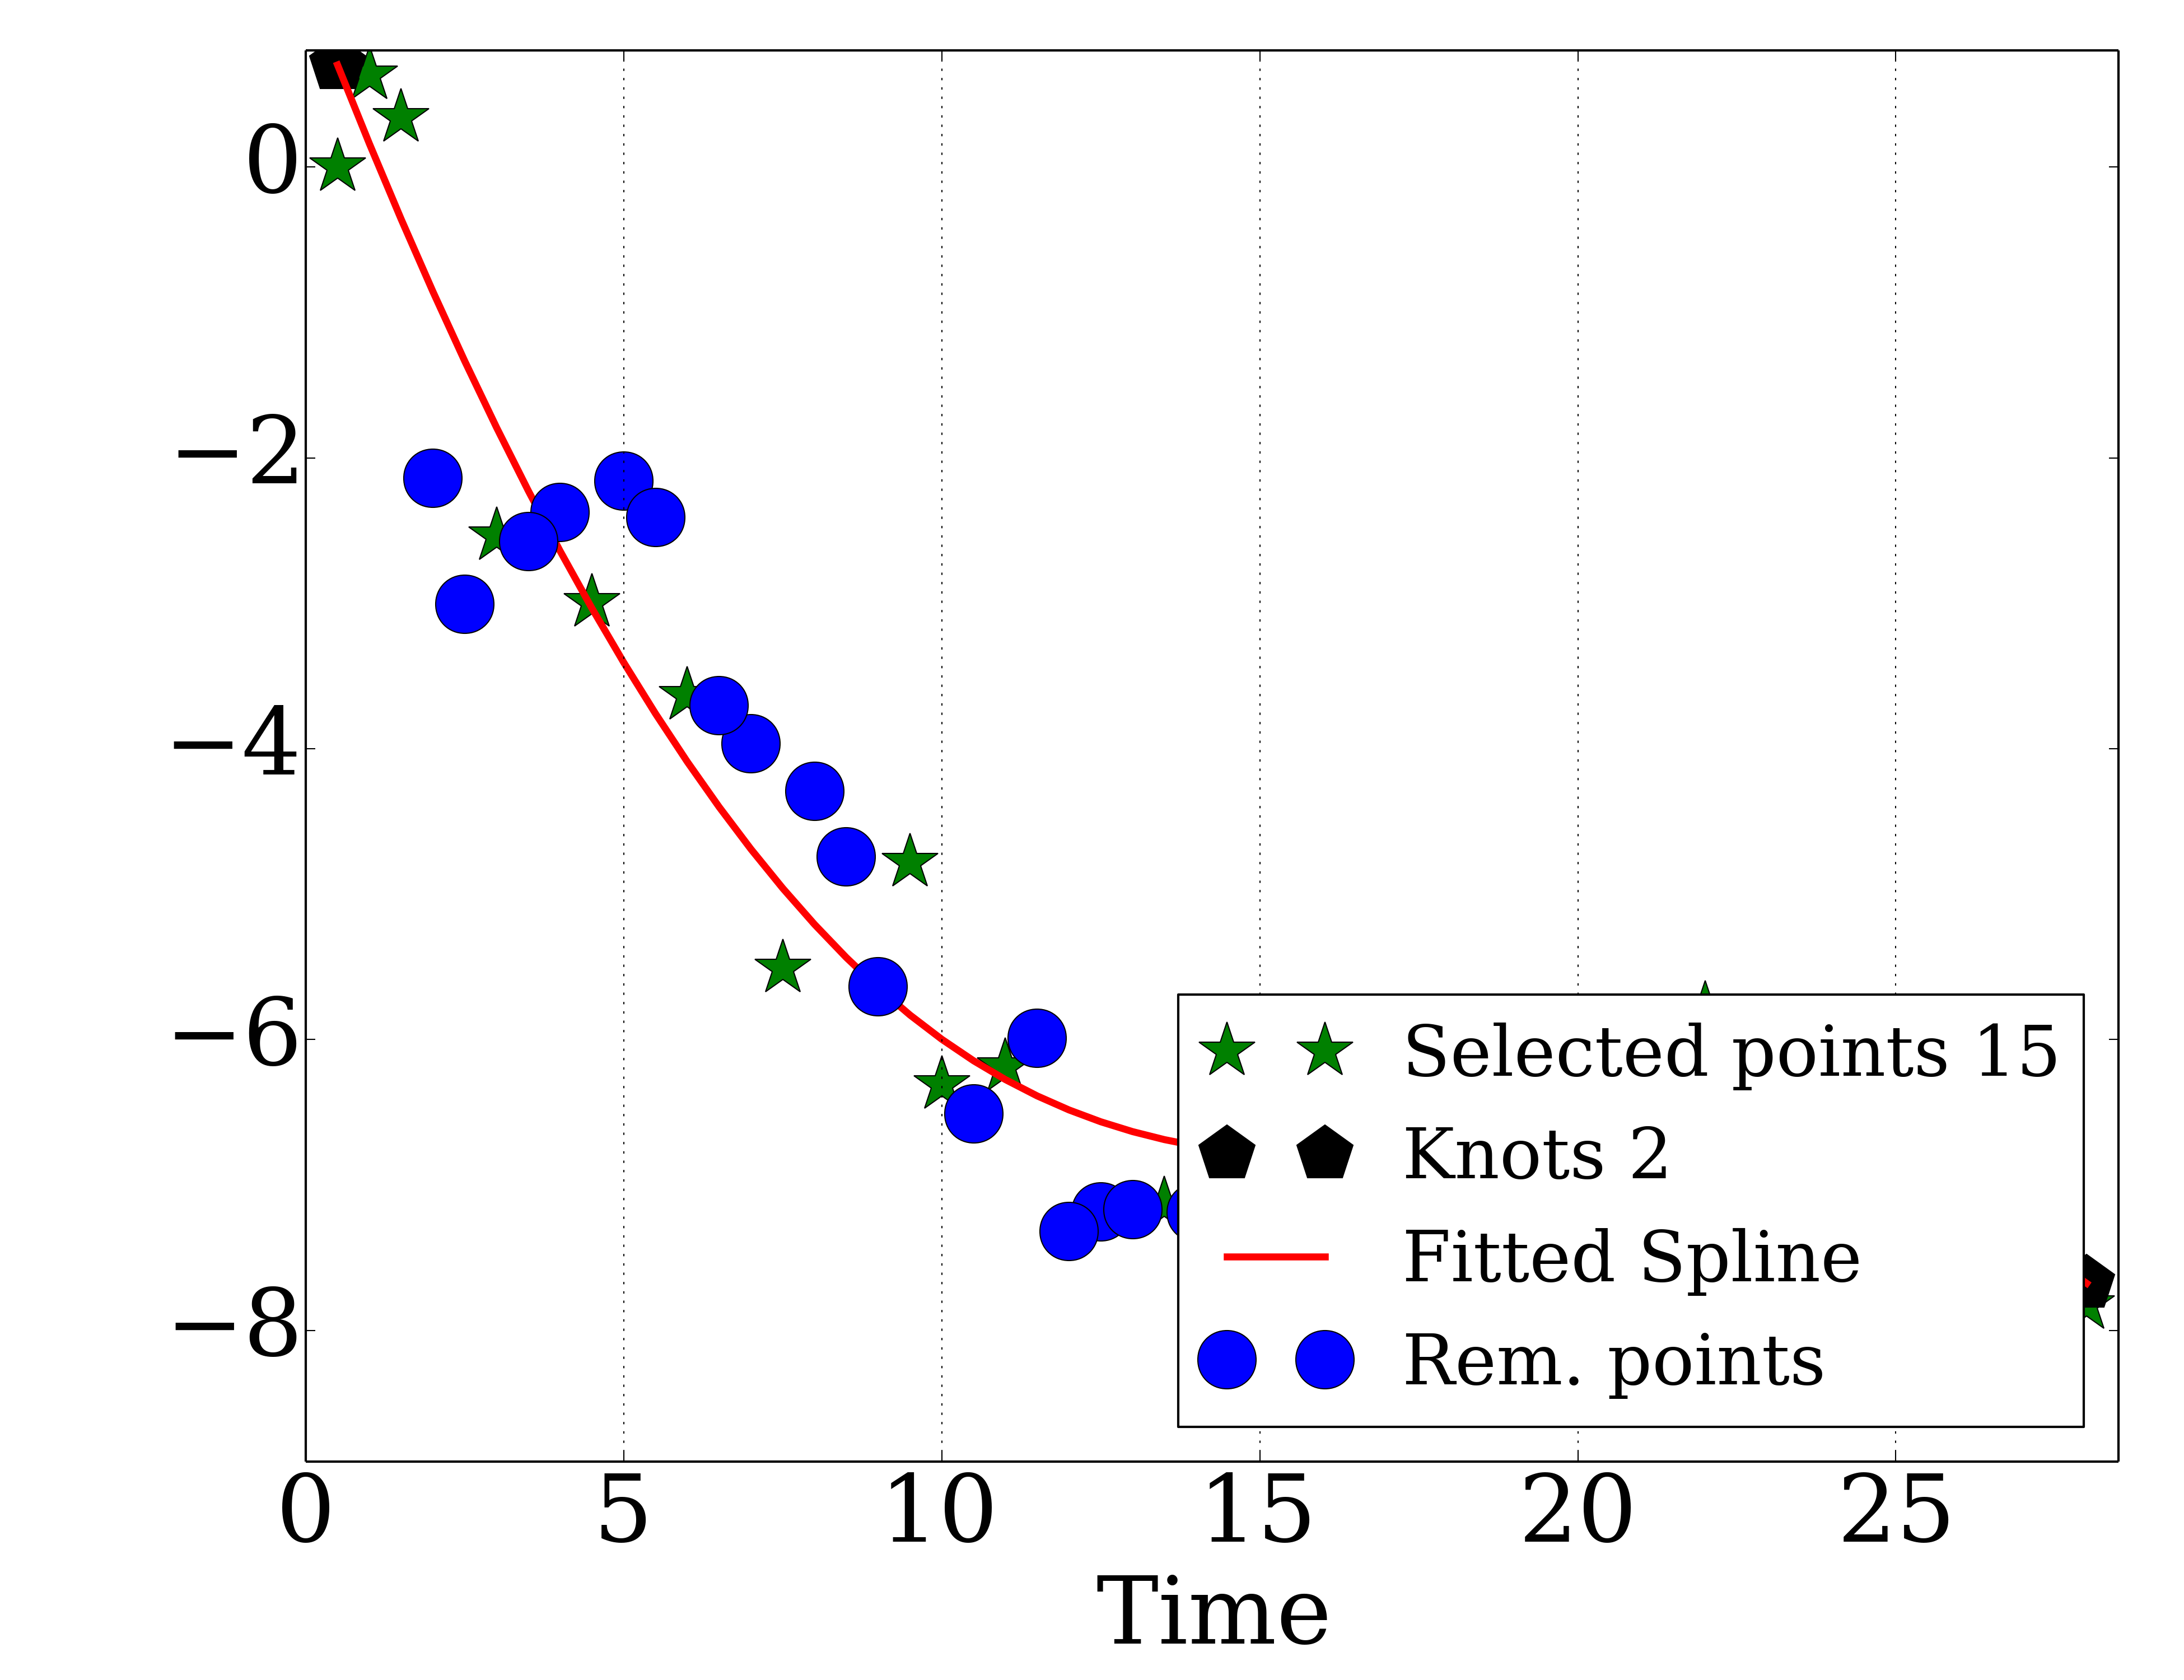 0
−2
−4
−6
−8
Selected points 15
Knots 2
Fitted Spline
Rem. points
0 5 10 15 20 25
Time